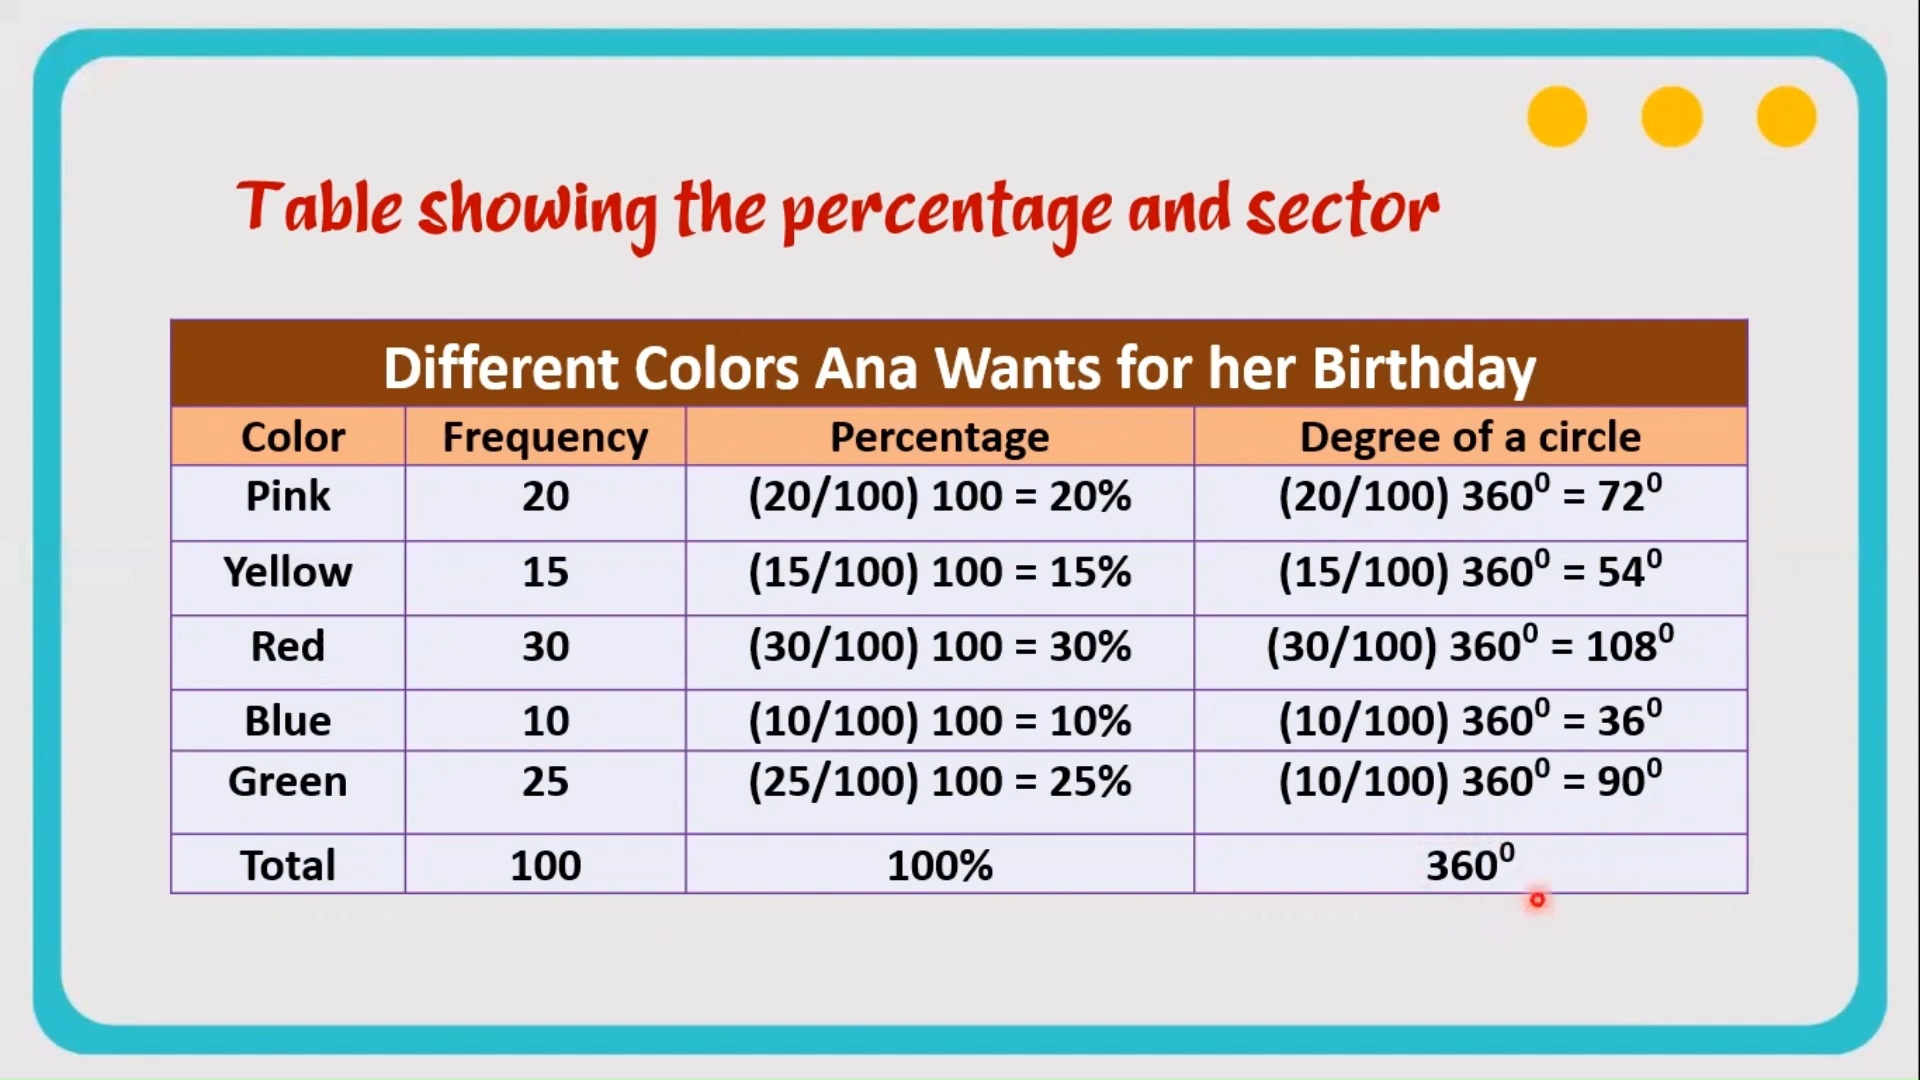 Table showing the percentage and sector
Different Colors Ana Wants for her Birthday
Color Frequency Percentage Degree of a circle
Pink 20 (20/100) 100 = 20% (20/100) 360⁰ = 72⁰
Yellow 15 (15/100) 100 = 15% (15/100) 360⁰ = 54⁰
Red 30 (30/100) 100 = 30% (30/100) 360⁰ = 108⁰
Blue 10 (10/100) 100 = 10% (10/100) 360⁰ = 36⁰
Green 25 (25/100) 100 = 25% (10/100) 360⁰ = 90⁰
Total 100 100% 360⁰